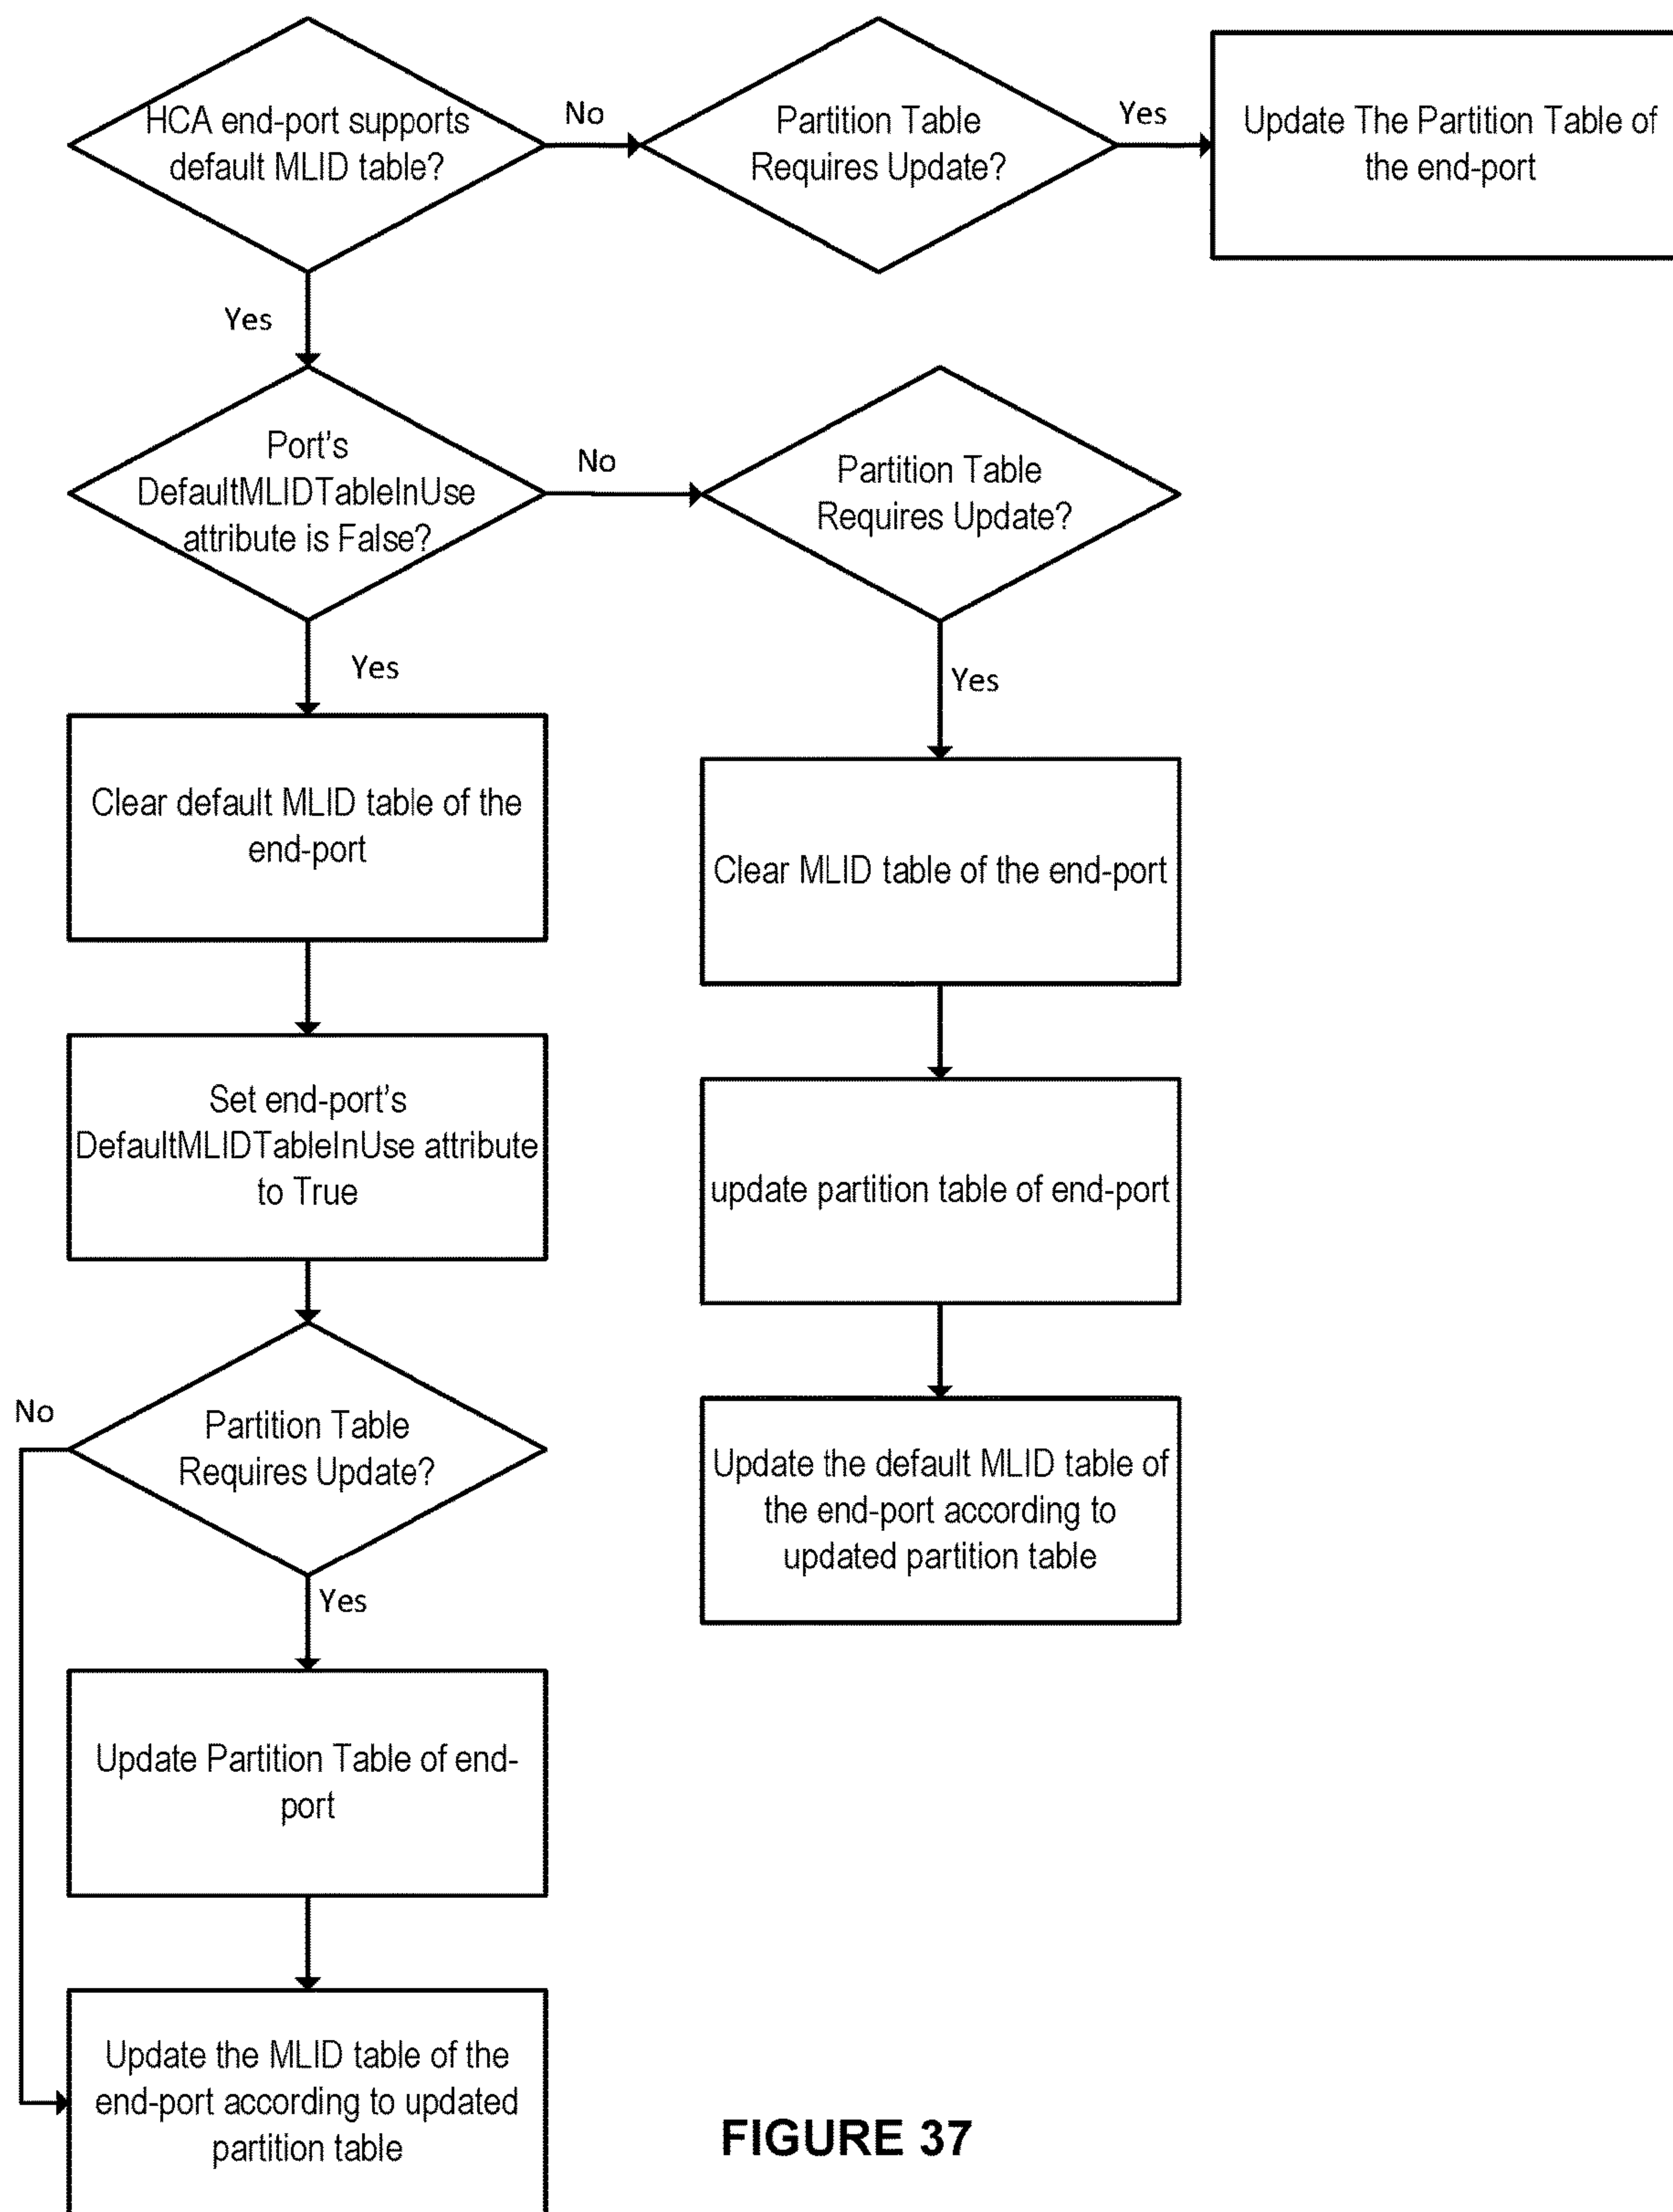 HCA end-port supports
default MLID table?
No
Partition Table
Requires Update?
Yes
Update The Partition Table of
the end-port
Yes
Port's
DefaultMLIDTableInUse
attribute is False?
No
Partition Table
Requires Update?
Yes
Yes
Clear default MLID table of the
end-port
Clear MLID table of the end-port
Set end-port's
DefaultMLIDTableInUse attribute
to True
update partition table of end-port
No
Partition Table
Requires Update?
Update the default MLID table of
the end-port according to
updated partition table
Yes
Update Partition Table of end-
port
Update the MLID table of the
end-port according to updated
partition table
FIGURE 37